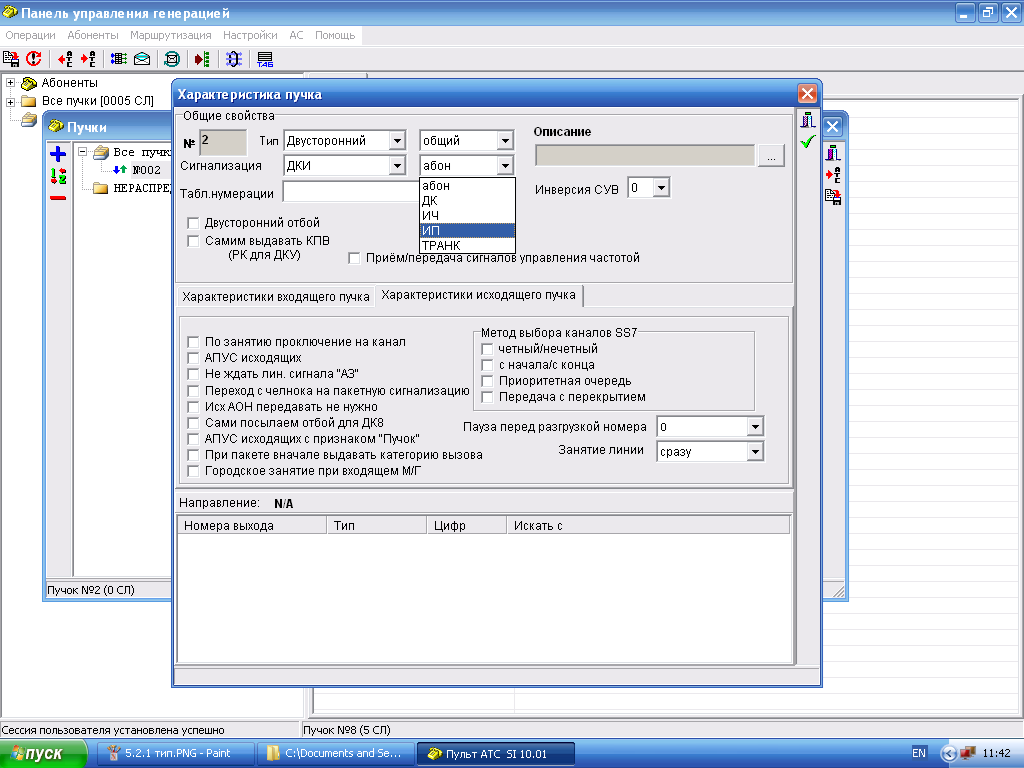 Панель управления генерацией
Операции Абоненты Маршрутизация Настройки АС Помощь
ТАБ
Абоненты
Все пучки [0005 СЛ]
Пучки
Все пучк
№002
НЕРАСПРЕД
Пучок №2 (0 СЛ)
Характеристика пучка
Общие свойства
№ 2 Тип Двусторонний общий
Описание
...
Сигнализация ДКИ абон
Инверсия СУВ 0
Табл.нумерации
абон
ДК
ИЧ
ИП
ТРАНК
Двусторонний отбой
Самим выдавать КПВ
(РК для ДКУ)
Приём/передача сигналов управления частотой
Характеристики входящего пучка Характеристики исходящего пучка
По занятию проключение на канал
АПУС исходящих
Не ждать лин. сигнала "АЗ"
Переход с челнока на пакетную сигнализацию
Исх АОН передавать не нужно
Сами посылаем отбой для ДК8
АПУС исходящих с признаком "Пучок"
При пакете вначале выдавать категорию вызова
Городское занятие при входящем М/Г
Метод выбора каналов SS7
четный/нечетный
с начала/с конца
Приоритетная очередь
Передача с перекрытием
Пауза перед разгрузкой номера 0
Занятие линии сразу
Направление: N/A
Номера выхода Тип Цифр Искать с
Сессия пользователя установлена успешно Пучок №8 (5 СЛ)
пуск 5.2.1 тип.PNG - Paint C:\Documents and Se... Пульт АТС SI 10.01 EN 11:42